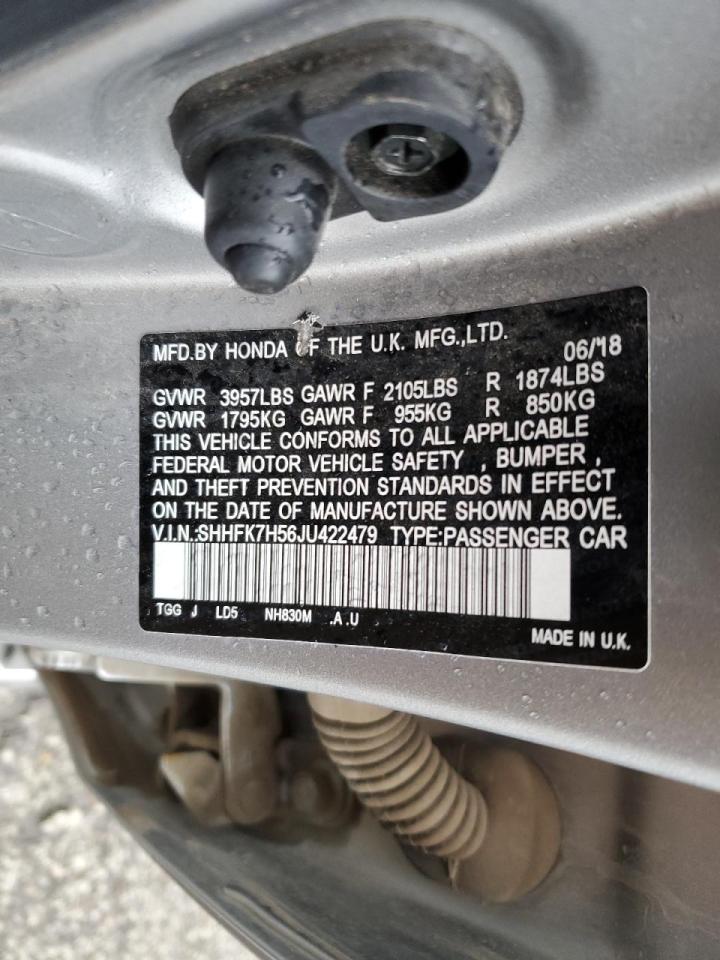 MFD.BY HONDA OF THE U.K. MFG.,LTD. 06/'18
GVWR 3957LBS GAWR F 2105LBS R 1874LBS
GVWR 1795KG GAWR F 955KG R 850KG
THIS VEHICLE CONFORMS TO ALL APPLICABLE
FEDERAL MOTOR VEHICLE SAFETY , BUMPER ,
AND THEFT PREVENTION STANDARDS IN EFFECT
ON THE DATE OF MANUFACTURE SHOWN ABOVE.
V.I.N.:SHHFK7H56JU422479 TYPE:PASSENGER CAR
TGG J LD5 NH830M .A .U
MADE IN U.K.